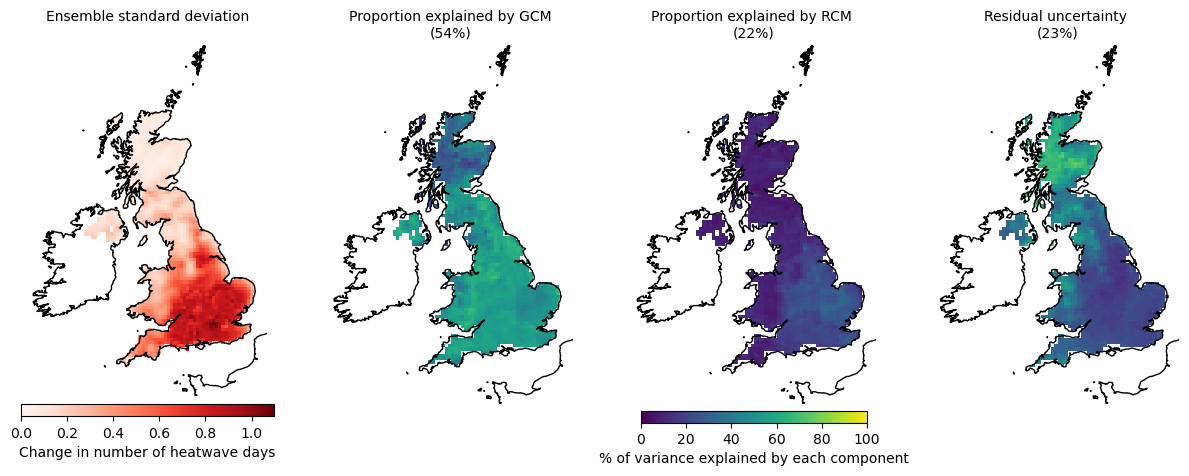 Ensemble standard deviation
Proportion explained by GCM
(54%)
Proportion explained by RCM
(22%)
Residual uncertainty
(23%)
0.0 0.2 0.4 0.6 0.8 1.0
Change in number of heatwave days
0 20 40 60 80 100
% of variance explained by each component